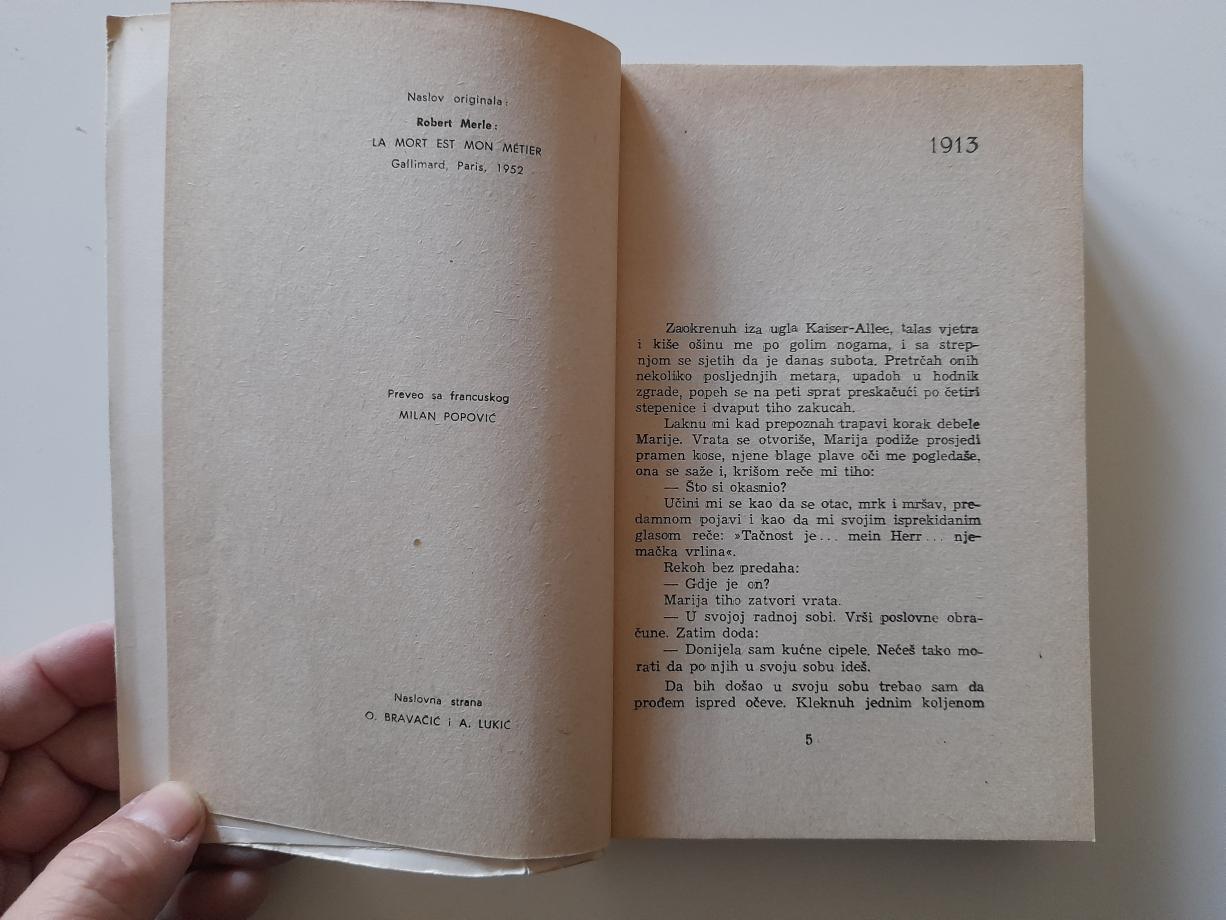 Naslov originala:
Robert Merle:
LA MORT EST MON MÉTIER
Gallimard, Paris, 1952
Preveo sa francuskog
MILAN POPOVIĆ
Naslovna strana
O. BRAVAČIĆ i A. LUKIĆ
1913
Zaokrenuh iza ugla Kaiser-Allee, talas vjetra
i kiše ošinu me po golim nogama, i sa strep-
njom se sjetih da je danas subota. Pretrčah onih
nekoliko posljednjih metara, upadoh u hodnik
zgrade, popeh se na peti sprat preskačući po četiri
stepenice i dvaput tiho zakucah.
Laknu mi kad prepoznah trapavi korak debele
Marije. Vrata se otvoriše, Marija podiže prosjedi
pramen kose, njene blage plave oči me pogledaše,
ona se saže i, krišom reče mi tiho:
— Što si okasnio?
Učini mi se kao da se otac, mrk i mršav, pre-
damnom pojavi i kao da mi svojim isprekidanim
glasom reče: »Tačnost je... mein Herr... nje-
mačka vrlina«.
Rekoh bez predaha:
— Gdje je on?
Marija tiho zatvori vrata.
— U svojoj radnoj sobi. Vrši poslovne obra-
čune. Zatim doda:
— Donijela sam kućne cipele. Nećeš tako mo-
rati da po njih u svoju sobu ideš.
Da bih došao u svoju sobu trebao sam da
prođem ispred očeve. Kleknuh jednim koljenom
5